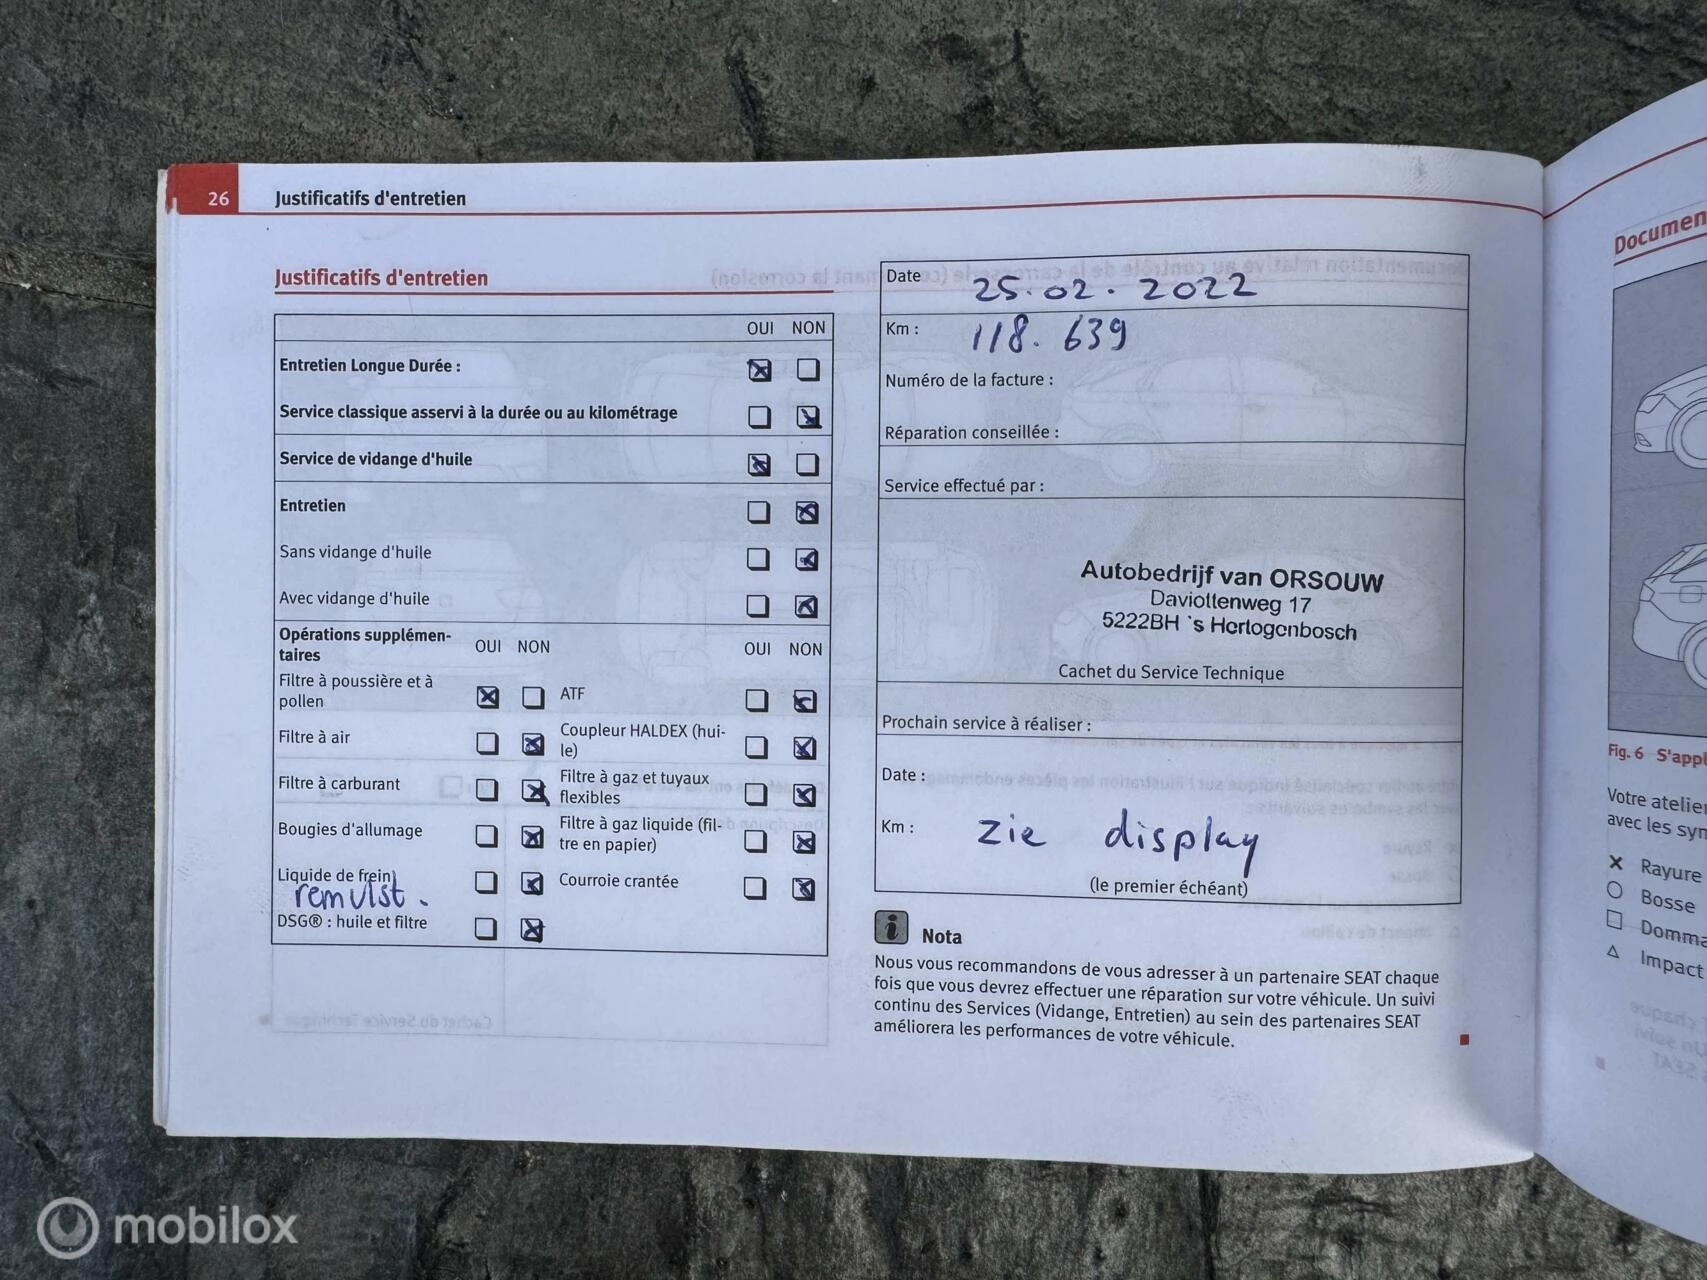 26 Justificatifs d'entretien
Justificatifs d'entretien
OUI NON
Entretien Longue Durée :
Service classique asservi à la durée ou au kilométrage
Service de vidange d'huile
Entretien
Sans vidange d'huile
Avec vidange d'huile
Opérations supplémen-
taires
OUI NON
OUI NON
Filtre à poussière et à
pollen
ATF
Filtre à air
Coupleur HALDEX (hui-
le)
Filtre à carburant
Filtre à gaz et tuyaux
flexibles
Bougies d'allumage
Filtre à gaz liquide (fil-
tre en papier)
Liquide de frein
remvlst.
Courroie crantée
DSG® : huile et filtre
Date 25.02.2022
Km : 118.639
Numéro de la facture :
Réparation conseillée :
Service effectué par :
Autobedrijf van ORSOUW
Daviottenweg 17
5222BH 's Hertogenbosch
Cachet du Service Technique
Prochain service à réaliser :
Date :
Km : zie display
(le premier échéant)
i Nota
Nous vous recommandons de vous adresser à un partenaire SEAT chaque
fois que vous devrez effectuer une réparation sur votre véhicule. Un suivi
continu des Services (Vidange, Entretien) au sein des partenaires SEAT
améliorera les performances de votre véhicule.
Documen
Fig. 6 S'appl
Votre atelier
avec les sym
Rayure
Bosse
Domma
Impact
mobilox